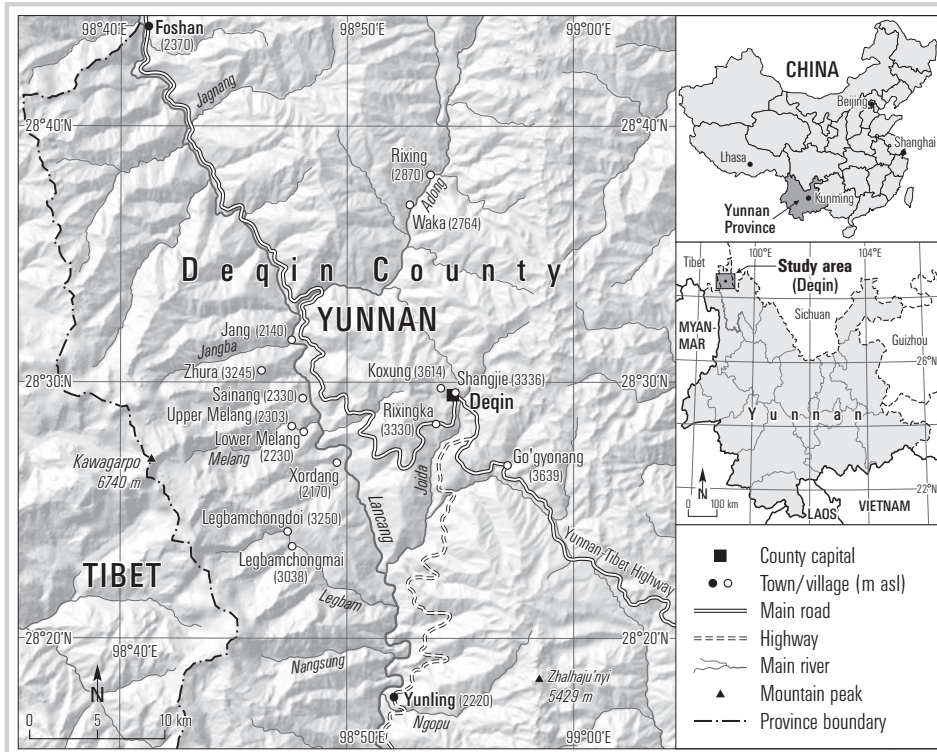 98°40'E
98°50'E
99°00'E
Foshan
(2370)
Jagnang
28°40'N
28°40'N
Rixing
(2870)
Adong
Waka (2764)
Deqin County
YUNNAN
Jang (2140)
Jangba
Zhura (3245)
28°30'N
28°30'N
Koxung (3614)
Shangjie (3336)
Sainang (2330)
Deqin
Upper Melang (2303)
Rixingka
(3330)
Lower Melang
(2230)
Melang
Kawagarpo
6740 m
Go'gyonang
(3639)
Xordang
(2170)
Joida
Lancang
Legbamchongdoi (3250)
Legbamchongmai
(3038)
Yunnan-Tibet Highway
TIBET
Legbam
28°20'N
98°40'E
28°20'N
Nangsung
Zhalhaju'nyi
5429 m
N
Yunling (2220)
Ngopu
0 5 10 km
98°50'E
99°00'E
CHINA
Beijing
Shanghai
Lhasa
Kunming
Yunnan
Province
Tibet
100°E
104°E
Study area
(Deqin)
Sichuan
MYAN-
MAR
Guizhou
26°N
Yunnan
N
0 100 km
22°N
LAOS
VIETNAM
County capital
Town/village (m asl)
Main road
Highway
Main river
Mountain peak
Province boundary